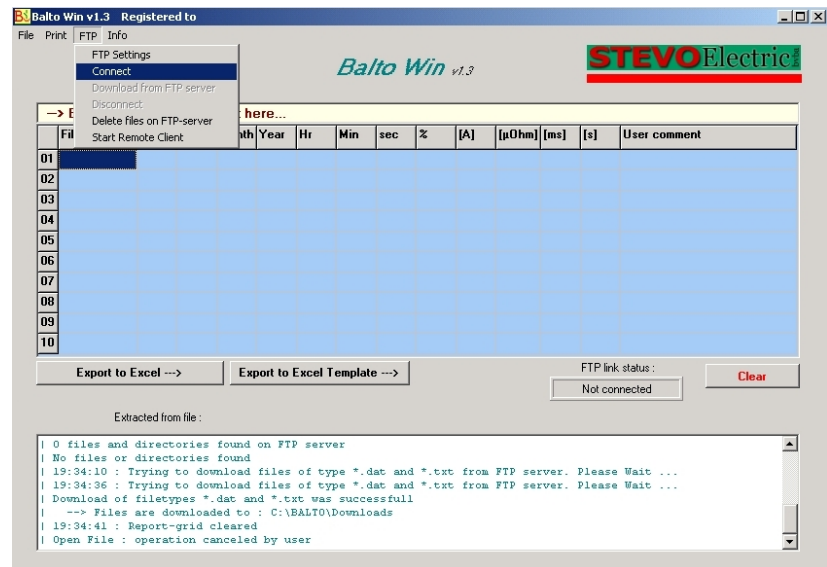 Balto Win v1.3 Registered to
File Print FTP Info
FTP Settings
Connect
Download from FTP server
Disconnect
Delete files on FTP-server
Start Remote Client
Balto Win v1.3
STEVO Electric
--> here...
Year Hr Min sec % [A] [µOhm] [ms] [s] User comment
01
02
03
04
05
06
07
08
09
10
Export to Excel --->
Export to Excel Template --->
FTP link status :
Not connected
Clear
Extracted from file :
| 0 files and directories found on FTP server
| No files or directories found
| 19:34:10 : Trying to download files of type *.dat and *.txt from FTP server. Please Wait ...
| 19:34:36 : Trying to download files of type *.dat and *.txt from FTP server. Please Wait ...
| Download of filetypes *.dat and *.txt was successfull
| --> Files are downloaded to : C:\BALTO\Downloads
| 19:34:41 : Report-grid cleared
| Open File : operation canceled by user